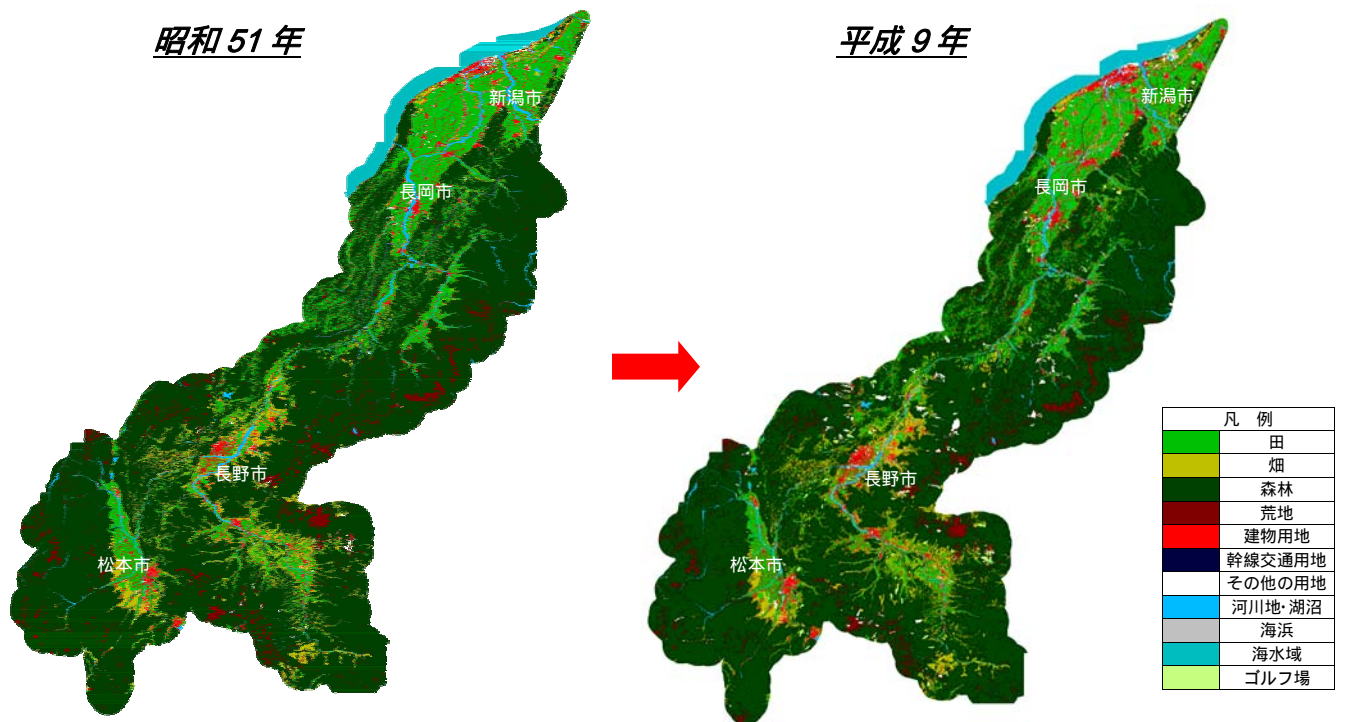 昭和 51 年
平成 9 年
新潟市
長岡市
長野市
松本市
新潟市
長岡市
長野市
松本市
凡 例
田
畑
森林
荒地
建物用地
幹線交通用地
その他の用地
河川地・湖沼
海浜
海水域
ゴルフ場